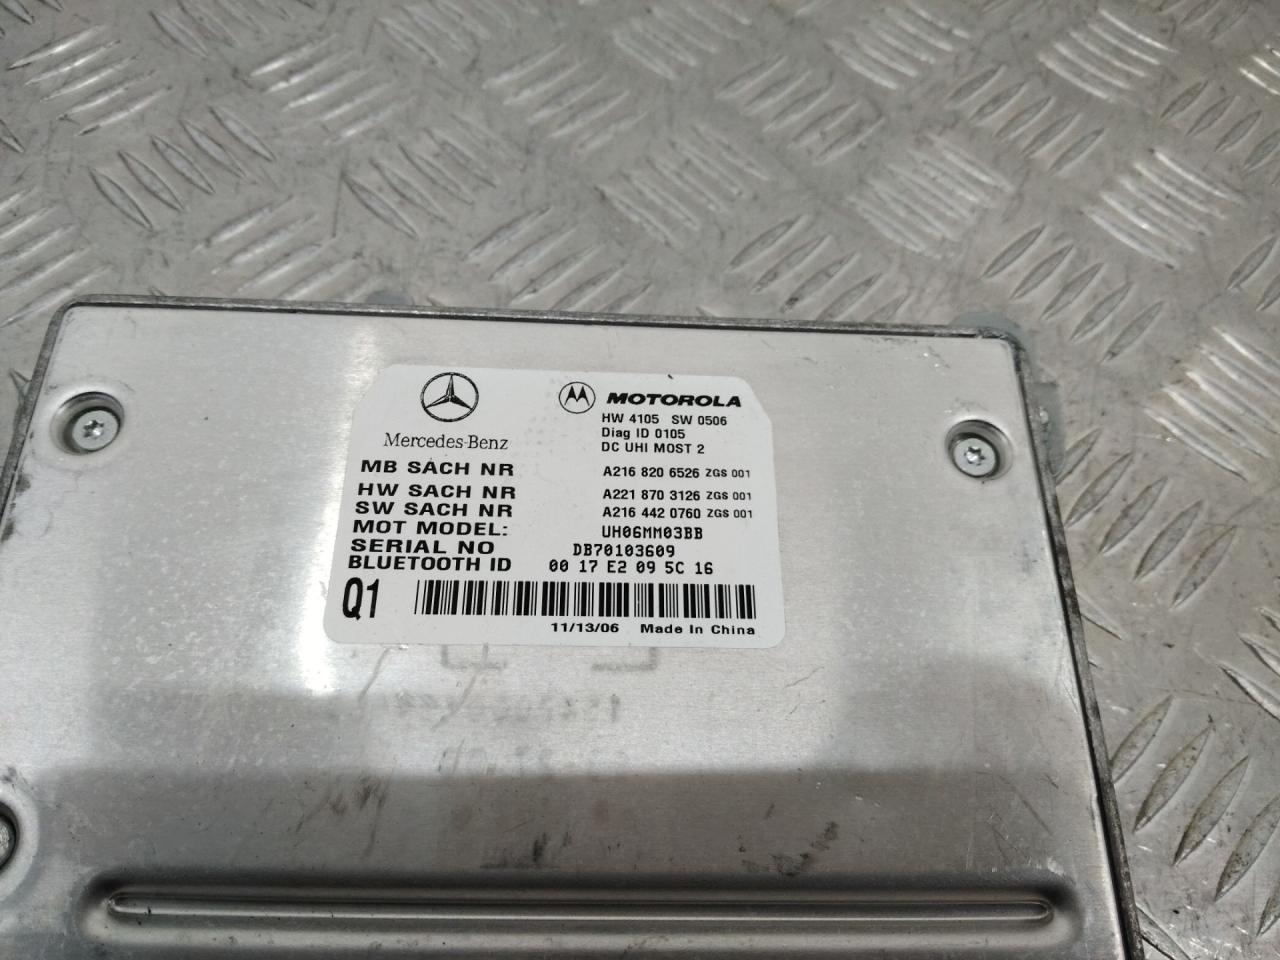 Mercedes-Benz
MOTOROLA
HW 4105 SW 0506
Diag ID 0105
DC UHI MOST 2
MB SACH NR A216 820 6526 ZGS 001
HW SACH NR A221 870 3126 ZGS 001
SW SACH NR A216 442 0760 ZGS 001
MOT MODEL: UH06MM03BB
SERIAL NO DB70103609
BLUETOOTH ID 00 17 E2 09 5C 16
Q1
11/13/06 Made In China